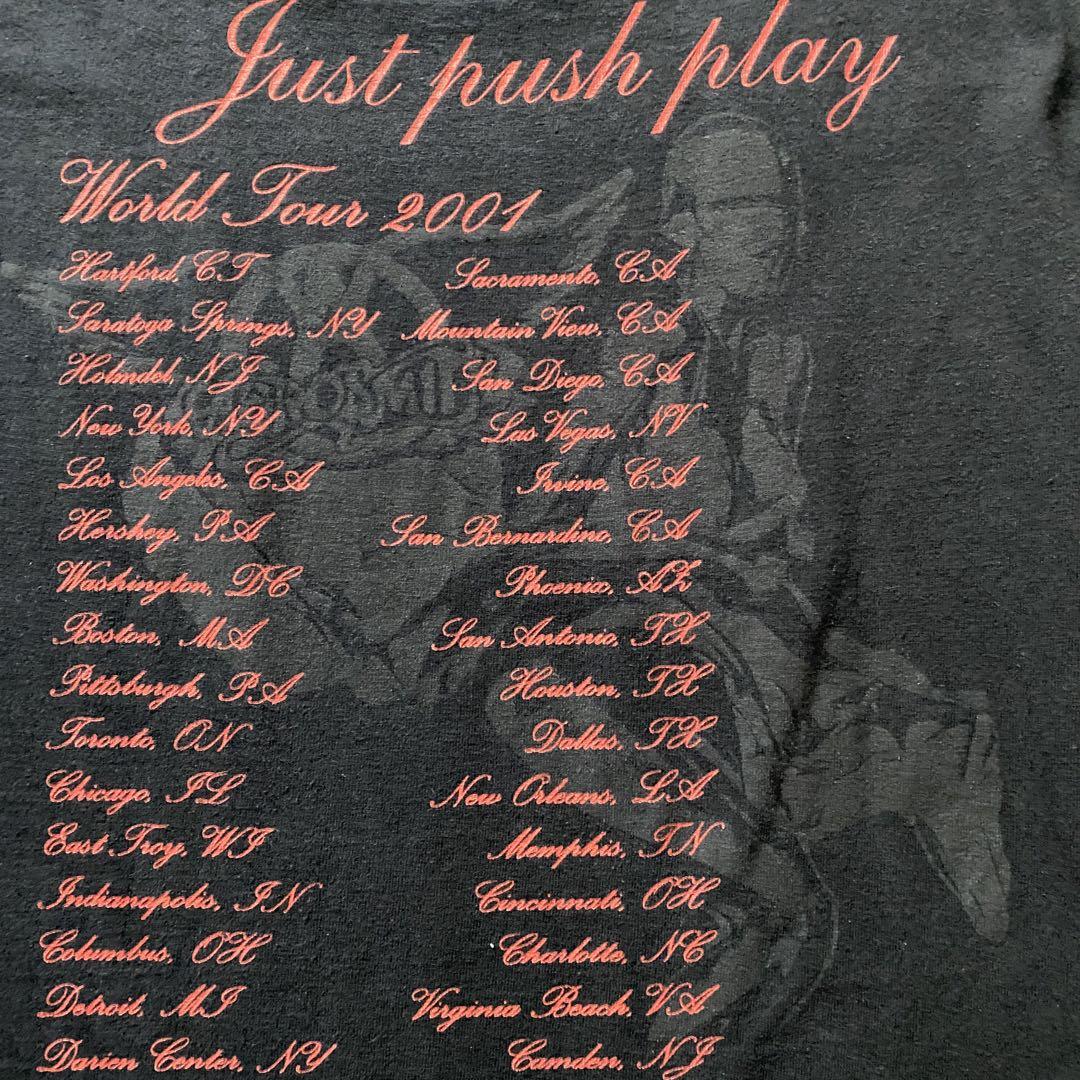 Just push play
World Tour 2001
Hartford, CT
Saratoga Springs, NY
Holmdel, NJ
New York, NY
Los Angeles, CA
Hershey, PA
Washington, DC
Boston, MA
Pittsburgh, PA
Toronto, ON
Chicago, IL
East Troy, WI
Indianapolis, IN
Columbus, OH
Detroit, MI
Darien Center, NY
Sacramento, CA
Mountain View, CA
San Diego, CA
Las Vegas, NV
Irvine, CA
San Bernardino, CA
Phoenix, AZ
San Antonio, TX
Houston, TX
Dallas, TX
New Orleans, LA
Memphis, TN
Cincinnati, OH
Charlotte, NC
Virginia Beach, VA
Camden, NJ